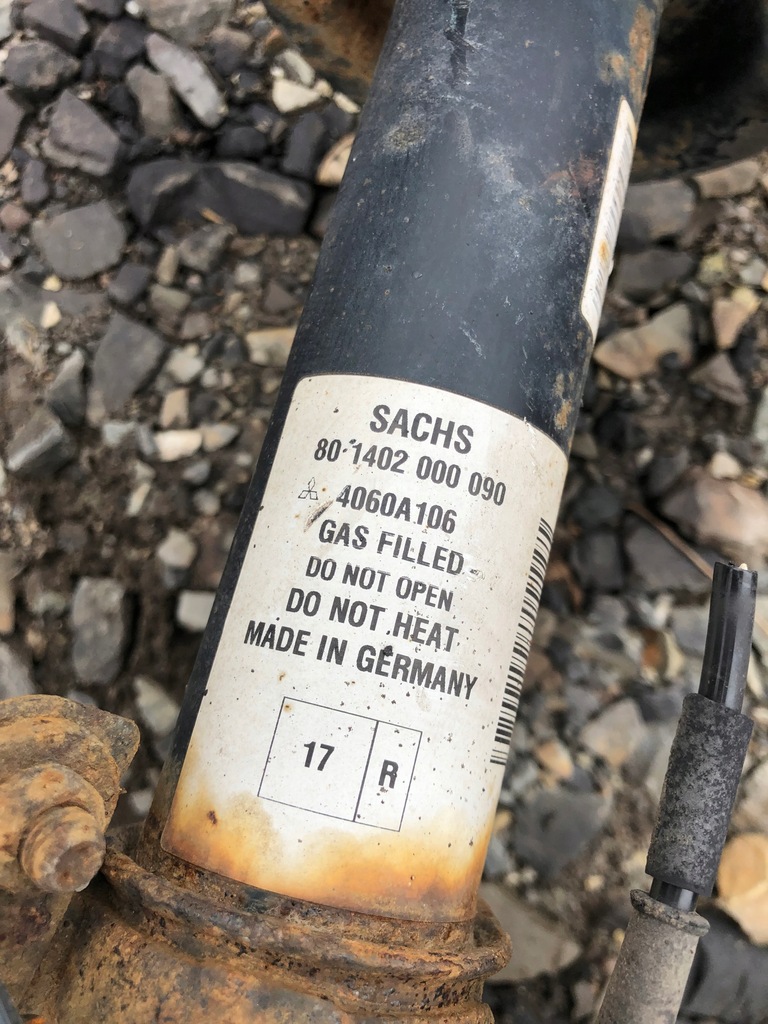 SACHS
80 1402 000 090
4060A106
GAS FILLED
DO NOT OPEN
DO NOT HEAT
MADE IN GERMANY
17 R